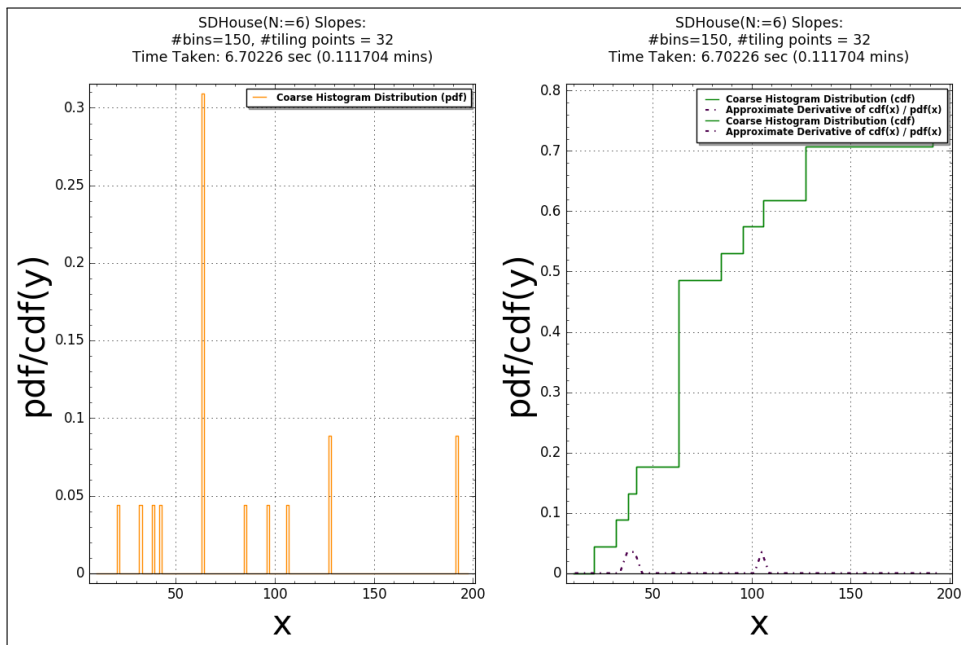 SDHouse(N:=6) Slopes:
#bins=150, #tiling points = 32
Time Taken: 6.70226 sec (0.111704 mins)
Coarse Histogram Distribution (pdf)
0.3
0.25
0.2
0.15
0.1
0.05
0
50
100
150
200
pdf/cdf(y)
x
SDHouse(N:=6) Slopes:
#bins=150, #tiling points = 32
Time Taken: 6.70226 sec (0.111704 mins)
Coarse Histogram Distribution (cdf)
Approximate Derivative of cdf(x) / pdf(x)
Coarse Histogram Distribution (cdf)
Approximate Derivative of cdf(x) / pdf(x)
0.8
0.7
0.6
0.5
0.4
0.3
0.2
0.1
0
50
100
150
200
pdf/cdf(y)
x